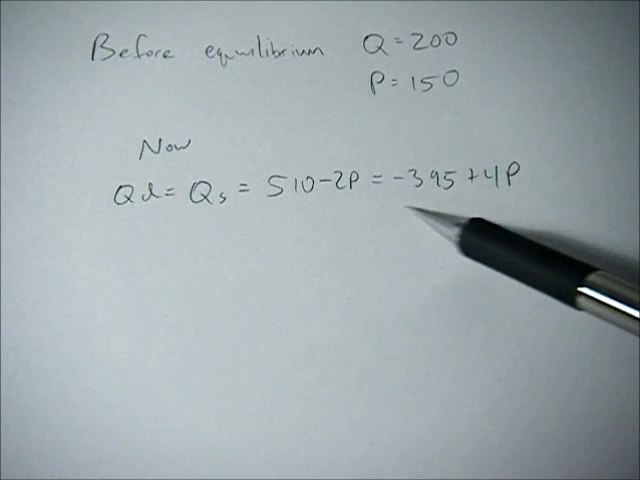 Before equilibrium Q = 200
P = 150
Now
Qd = Qs = 510 - 2P = -395 + 4P